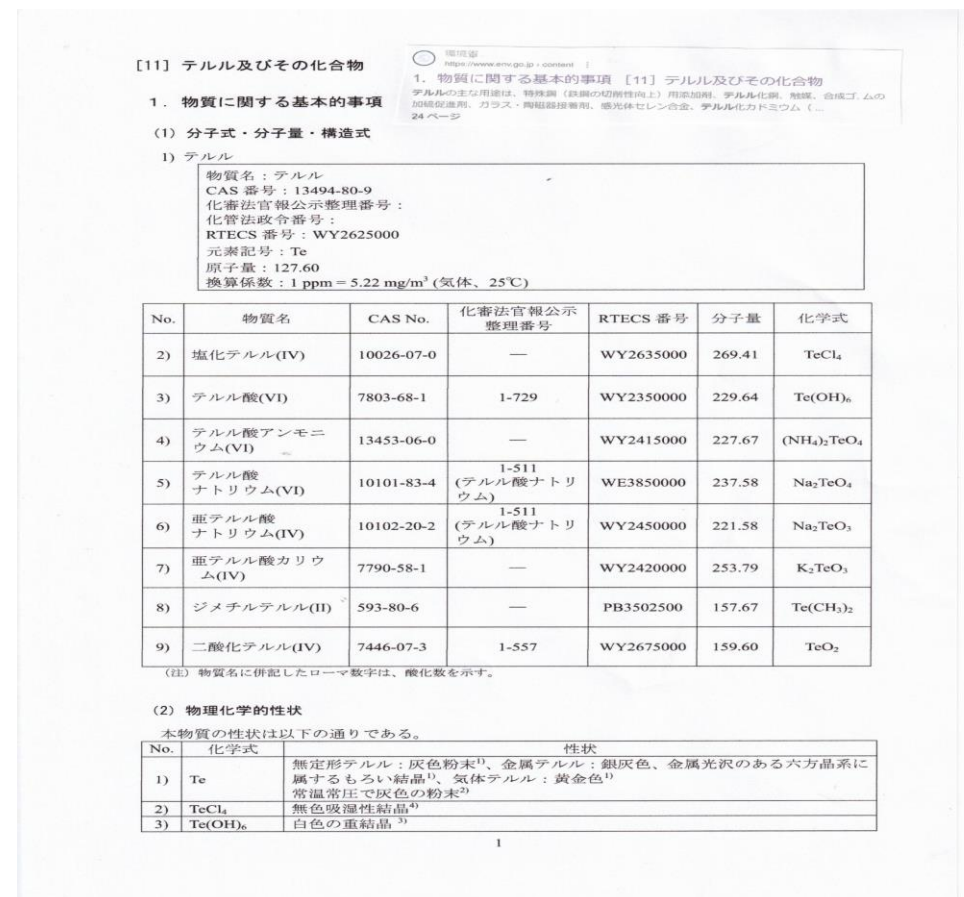 [11] テルル及びその化合物
環境省
https://www.env.go.jp › content
1. 物質に関する基本的事項 [11] テルル及びその化合物
テルルの主な用途は、特殊鋼（鉄鋼の切削性向上）用添加剤、テルル化銅、触媒、合成ゴ.ムの
加硫促進剤、ガラス・陶磁器接着剤、感光体セレン合金、テルル化カドミウム（ ...
24 ページ
1．物質に関する基本的事項
（1）分子式・分子量・構造式
1) テルル
物質名：テルル
CAS 番号：13494-80-9
化審法官報公示整理番号：
化管法政令番号：
RTECS 番号：WY2625000
元素記号：Te
原子量：127.60
換算係数：1 ppm = 5.22 mg/m³ (気体、25℃)
No. 物質名 CAS No. 化審法官報公示整理番号 RTECS 番号 分子量 化学式
2) 塩化テルル(IV) 10026-07-0 — WY2635000 269.41 TeCl₄
3) テルル酸(VI) 7803-68-1 1-729 WY2350000 229.64 Te(OH)₆
4) テルル酸アンモニウム(VI) 13453-06-0 — WY2415000 227.67 (NH₄)₂TeO₄
5) テルル酸ナトリウム(VI) 10101-83-4 1-511 (テルル酸ナトリウム) WE3850000 237.58 Na₂TeO₄
6) 亜テルル酸ナトリウム(IV) 10102-20-2 1-511 (テルル酸ナトリウム) WY2450000 221.58 Na₂TeO₃
7) 亜テルル酸カリウム(IV) 7790-58-1 — WY2420000 253.79 K₂TeO₃
8) ジメチルテルル(II) 593-80-6 — PB3502500 157.67 Te(CH₃)₂
9) 二酸化テルル(IV) 7446-07-3 1-557 WY2675000 159.60 TeO₂
（注）物質名に併記したローマ数字は、酸化数を示す。
（2）物理化学的性状
本物質の性状は以下の通りである。
No. 化学式 性状
1) Te 無定形テルル：灰色粉末¹⁾、金属テルル：銀灰色、金属光沢のある六方晶系に
属するもろい結晶¹⁾、気体テルル：黄金色¹⁾
常温常圧で灰色の粉末²⁾
2) TeCl₄ 無色吸湿性結晶⁴⁾
3) Te(OH)₆ 白色の重結晶³⁾
1